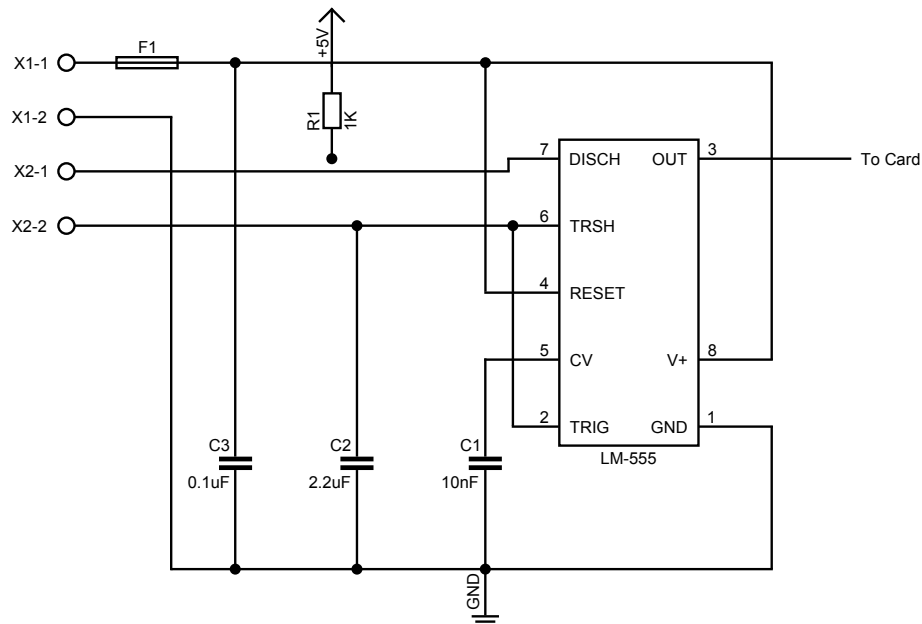 F1
+5V
X1-1
R1
1K
X1-2
X2-1
7
DISCH
OUT
3
To Card
X2-2
6
TRSH
4
RESET
5
CV
V+
8
2
TRIG
GND
1
C3
0.1uF
C2
2.2uF
C1
10nF
LM-555
GND